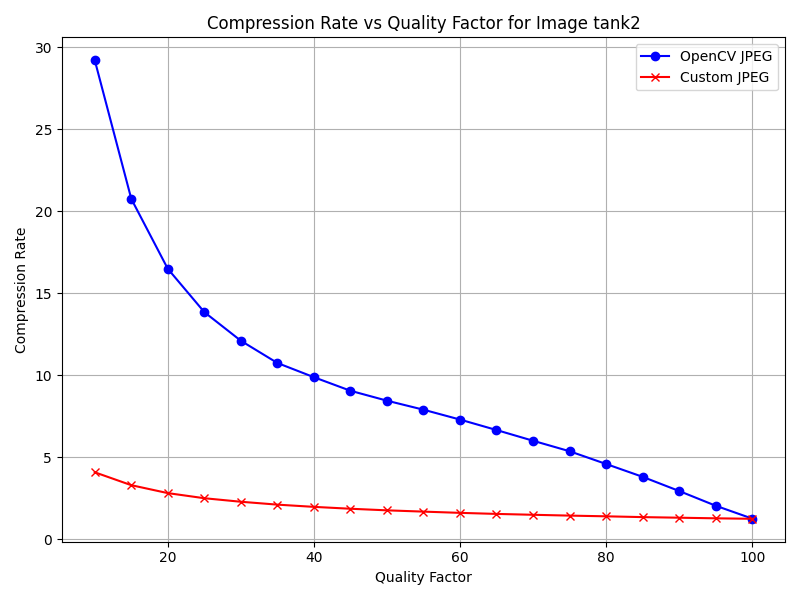 Compression Rate vs Quality Factor for Image tank2
OpenCV JPEG
Custom JPEG
Compression Rate
30
25
20
15
10
5
0
20 40 60 80 100
Quality Factor